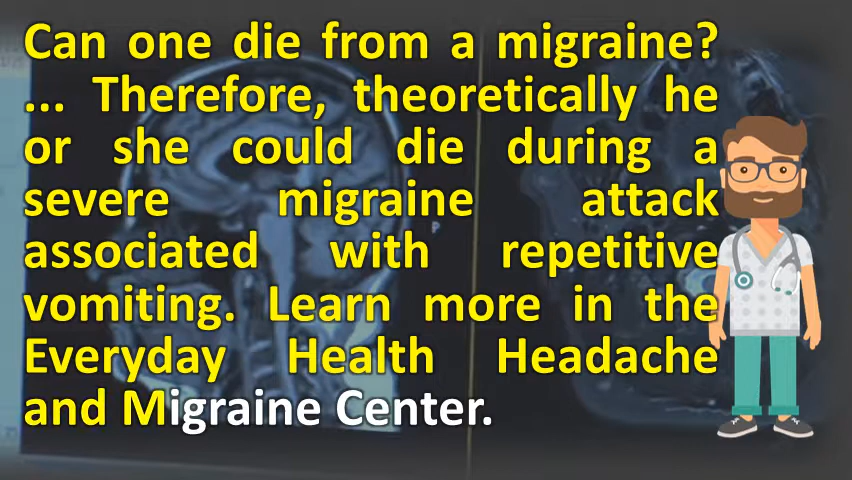 Can one die from a migraine?
... Therefore, theoretically he
or she could die during a
severe migraine attack
associated with repetitive
vomiting. Learn more in the
Everyday Health Headache
and Migraine Center.
P